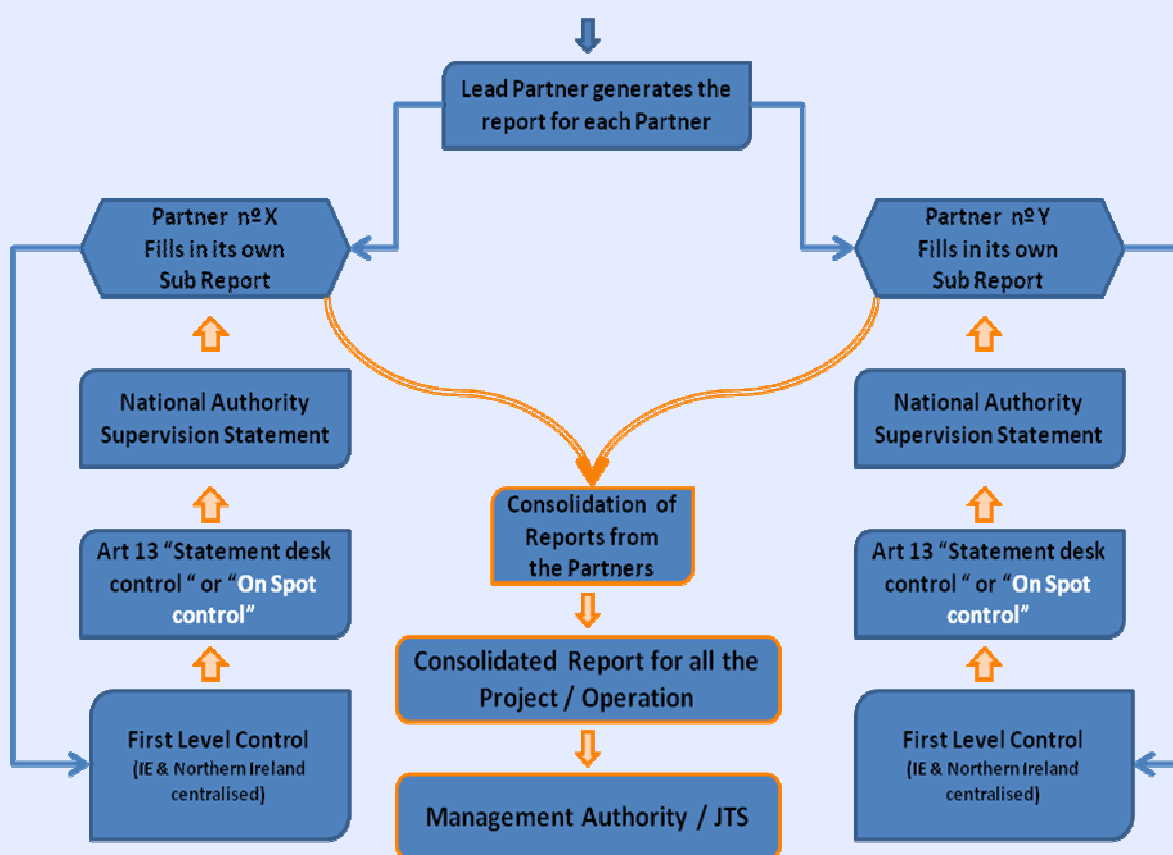 Lead Partner generates the
report for each Partner
Partner nº X
Fills in its own
Sub Report
Partner nº Y
Fills in its own
Sub Report
National Authority
Supervision Statement
National Authority
Supervision Statement
Consolidation of
Reports from
the Partners
Art 13 “Statement desk
control “ or “On Spot
control”
Art 13 “Statement desk
control “ or “On Spot
control”
Consolidated Report for all the
Project / Operation
First Level Control
(IE & Northern Ireland
centralised)
First Level Control
(IE & Northern Ireland
centralised)
Management Authority / JTS